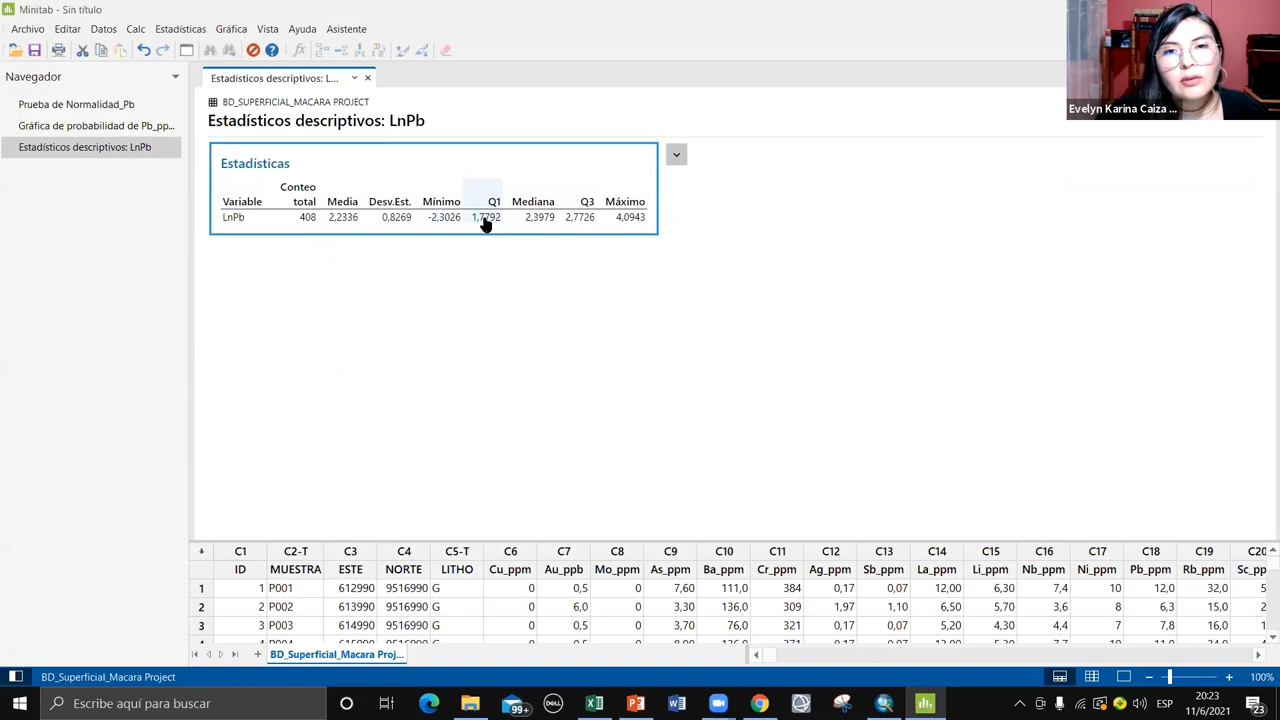 Minitab - Sin título
Archivo Editar Datos Calc Estadísticas Gráfica Vista Ayuda Asistente
Navegador
Estadísticos descriptivos: L...
Evelyn Karina Caiza ...
Prueba de Normalidad_Pb
Gráfica de probabilidad de Pb_pp...
Estadísticos descriptivos: LnPb
BD_SUPERFICIAL_MACARA PROJECT
Estadísticos descriptivos: LnPb
Estadísticas
Conteo
Variable total Media Desv.Est. Mínimo Q1 Mediana Q3 Máximo
LnPb 408 2,2336 0,8269 -2,3026 1,7792 2,3979 2,7726 4,0943
C1 C2-T C3 C4 C5-T C6 C7 C8 C9 C10 C11 C12 C13 C14 C15 C16 C17 C18 C19 C20
ID MUESTRA ESTE NORTE LITHO Cu_ppm Au_ppb Mo_ppm As_ppm Ba_ppm Cr_ppm Ag_ppm Sb_ppm La_ppm Li_ppm Nb_ppm Ni_ppm Pb_ppm Rb_ppm Sc_ppm
1 1 P001 612990 9516990 G 0 0,5 0 7,60 111,0 384 0,17 0,07 12,00 6,30 7,4 10 12,0 32,0 5
2 2 P002 613990 9516990 G 0 6,0 0 3,30 136,0 309 1,97 1,10 6,50 5,70 3,6 8 6,3 15,0 2
3 3 P003 614990 9516990 G 0 0,5 0 5,20 76,0 321 0,17 0,07 5,20 4,30 4,4 7 7,8 16,0
BD_Superficial_Macara Proj...
BD_Superficial_Macara Project
100%
Escribe aquí para buscar
99+
DELL
ESP
20:23
11/6/2021
23